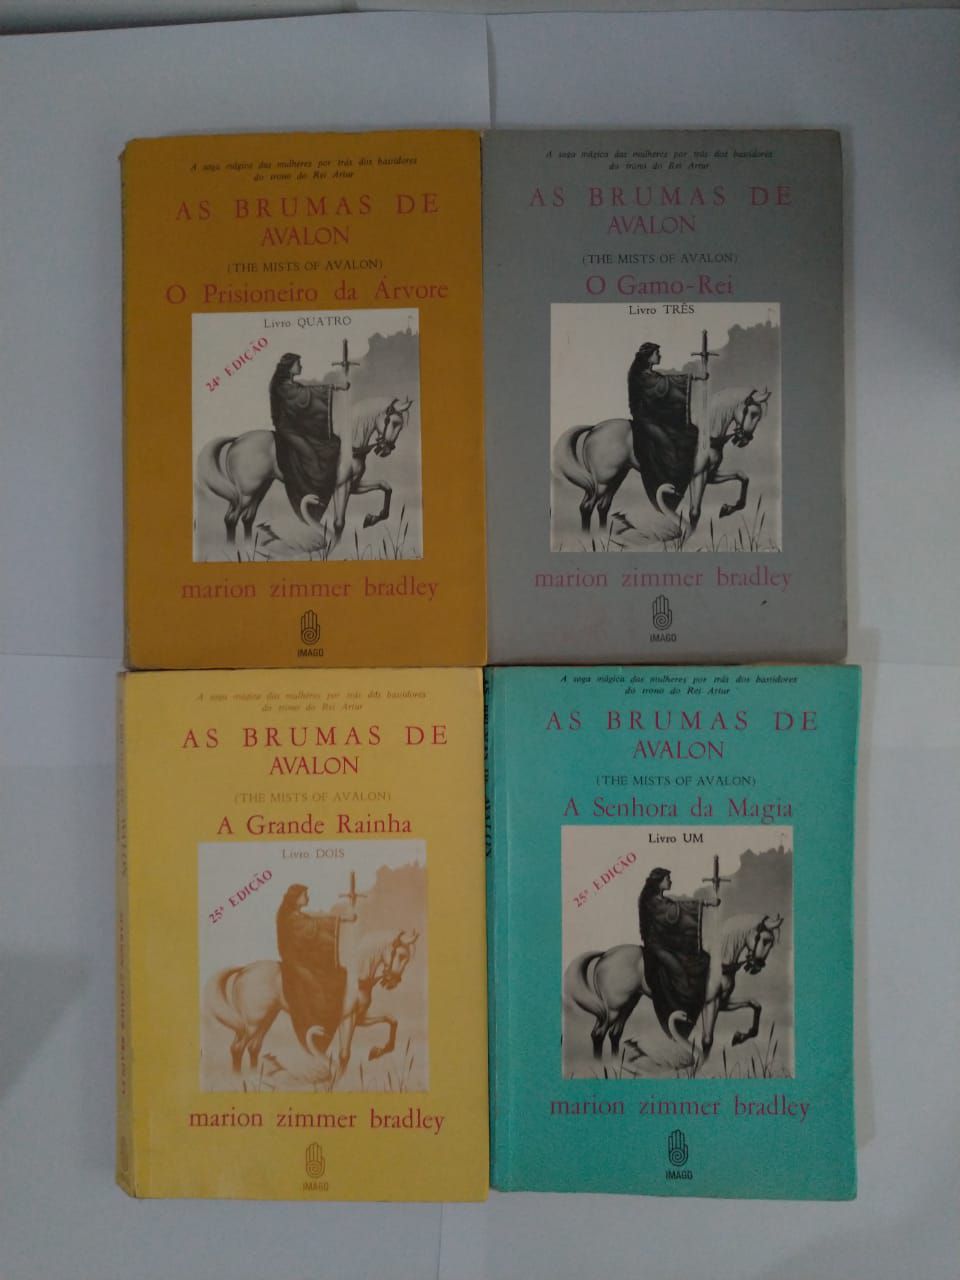 A saga mágica das mulheres por trás dos bastidores
do trono do Rei Artur
AS BRUMAS DE
AVALON
(THE MISTS OF AVALON)
O Prisioneiro da Árvore
Livro QUATRO
24ª EDIÇÃO
marion zimmer bradley
IMAGO
A saga mágica das mulheres por trás dos bastidores
do trono do Rei Artur
AS BRUMAS DE
AVALON
(THE MISTS OF AVALON)
O Gamo-Rei
Livro TRÊS
marion zimmer bradley
IMAGO
A saga mágica das mulheres por trás dos bastidores
do trono do Rei Artur
AS BRUMAS DE
AVALON
(THE MISTS OF AVALON)
A Grande Rainha
Livro DOIS
25ª EDIÇÃO
marion zimmer bradley
IMAGO
A saga mágica das mulheres por trás dos bastidores
do trono do Rei Artur
AS BRUMAS DE
AVALON
(THE MISTS OF AVALON)
A Senhora da Magia
Livro UM
25ª EDIÇÃO
marion zimmer bradley
IMAGO